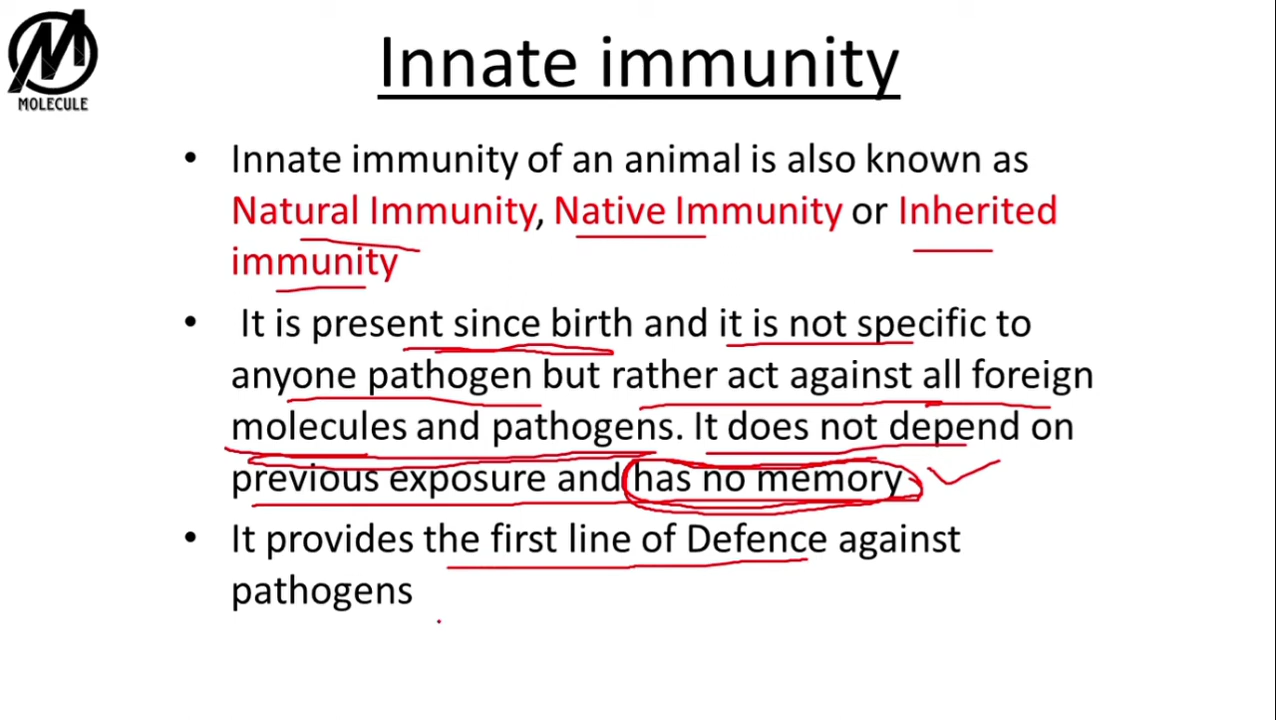 MOLECULE
Innate immunity
• Innate immunity of an animal is also known as
Natural Immunity, Native Immunity or Inherited
immunity
• It is present since birth and it is not specific to
anyone pathogen but rather act against all foreign
molecules and pathogens. It does not depend on
previous exposure and has no memory
• It provides the first line of Defence against
pathogens